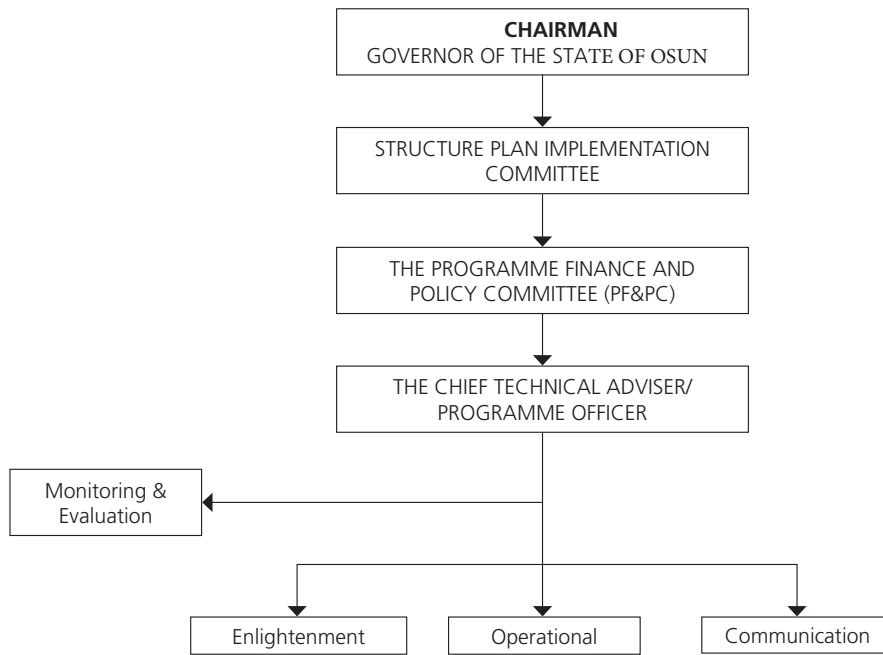 CHAIRMAN
GOVERNOR OF THE STATE OF OSUN
STRUCTURE PLAN IMPLEMENTATION
COMMITTEE
THE PROGRAMME FINANCE AND
POLICY COMMITTEE (PF&PC)
THE CHIEF TECHNICAL ADVISER/
PROGRAMME OFFICER
Monitoring &
Evaluation
Enlightenment
Operational
Communication